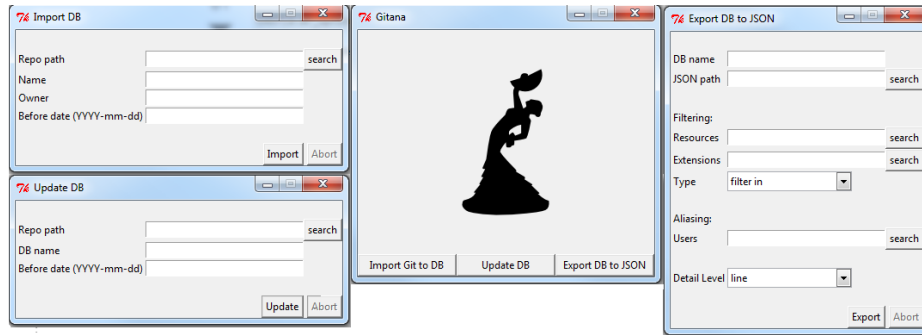 Import DB
Repo path search
Name
Owner
Before date (YYYY-mm-dd)
Import Abort
Update DB
Repo path search
DB name
Before date (YYYY-mm-dd)
Update Abort
Gitana
Import Git to DB Update DB Export DB to JSON
Export DB to JSON
DB name
JSON path search
Filtering:
Resources search
Extensions search
Type filter in
Aliasing:
Users search
Detail Level line
Export Abort